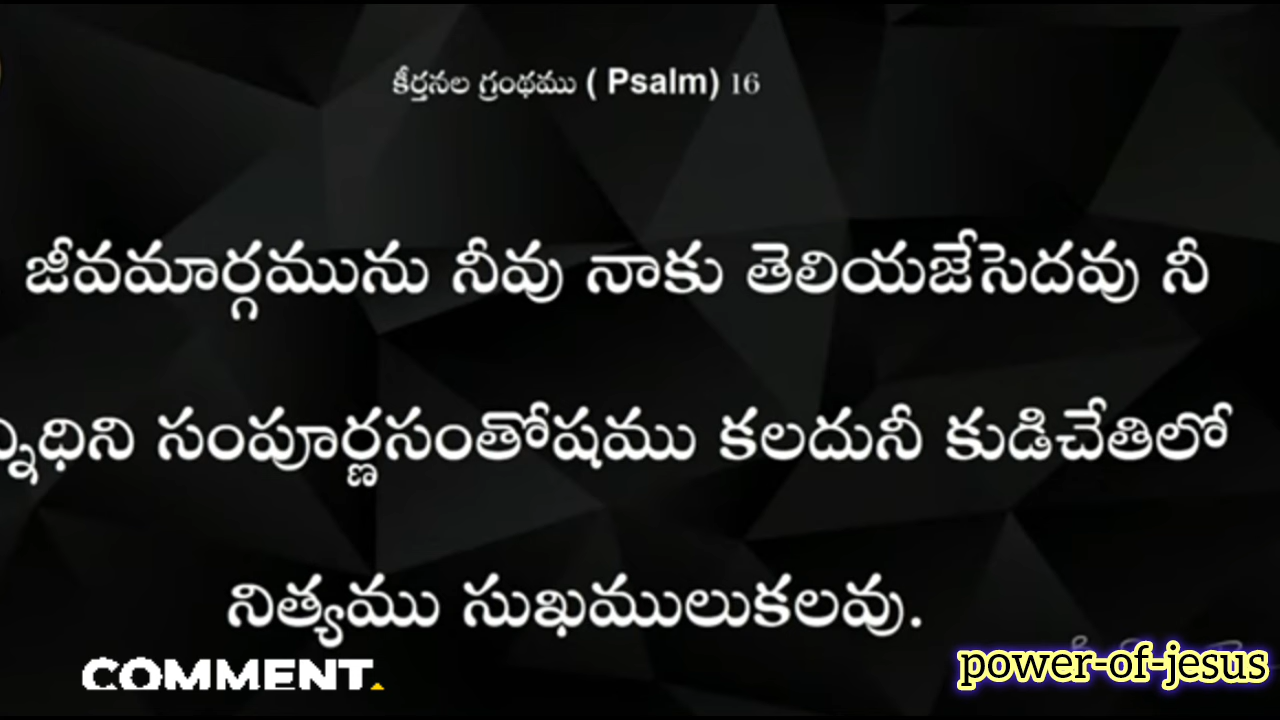 కీర్తనల గ్రంథము ( Psalm) 16
జీవమార్గమును నీవు నాకు తెలియజేసెదవు నీ
న్నిధిని సంపూర్ణసంతోషము కలదునీ కుడిచేతిలో
నిత్యము సుఖములుకలవు.
COMMENT.
power-of-jesus